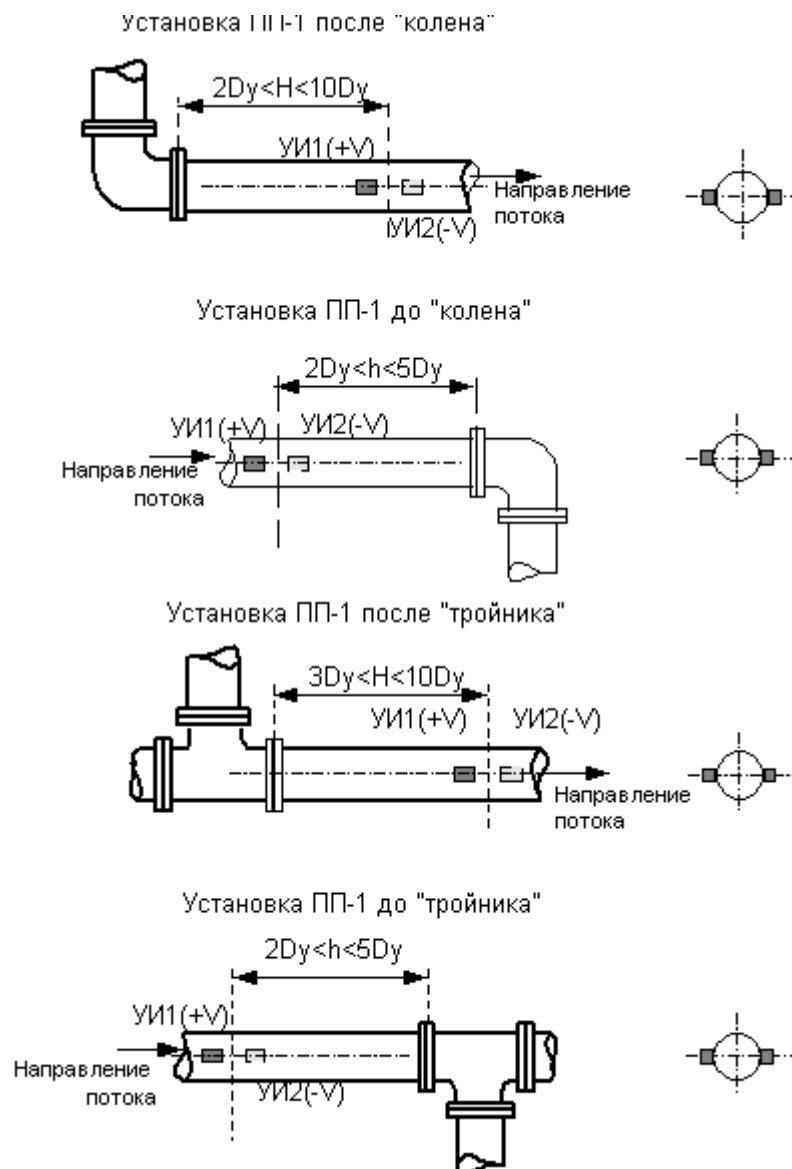 Установка ПП-1 после "колена"
2Dy<H<10Dy
УИ1(+V)
Направление
потока
УИ2(-V)
Установка ПП-1 до "колена"
2Dy<h<5Dy
УИ1(+V)
УИ2(-V)
Направление
потока
Установка ПП-1 после "тройника"
3Dy<H<10Dy
УИ1(+V)
УИ2(-V)
Направление
потока
Установка ПП-1 до "тройника"
2Dy<h<5Dy
УИ1(+V)
Направление
потока
УИ2(-V)